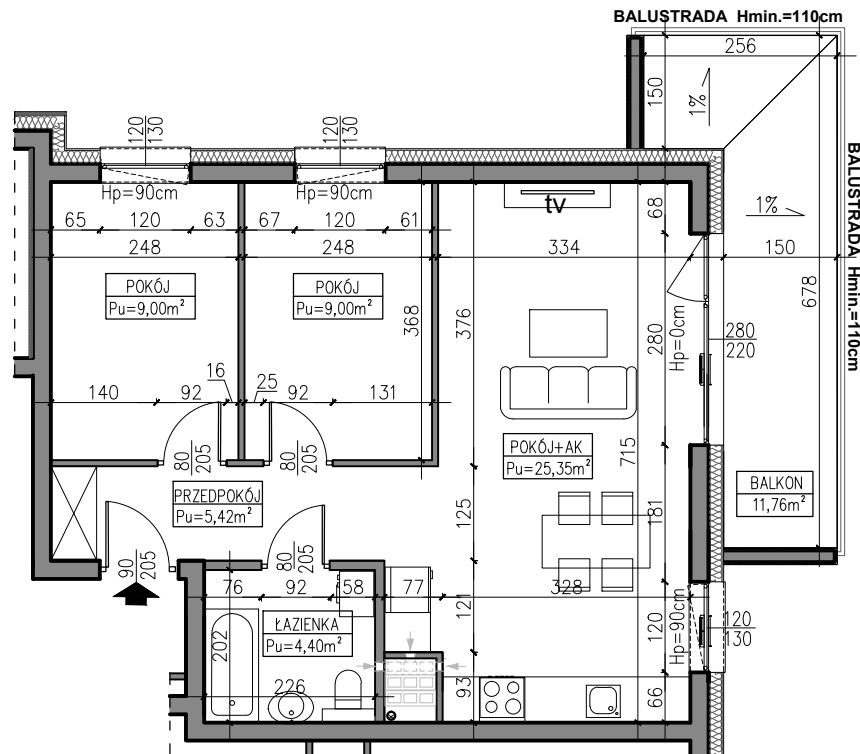 BALUSTRADA Hmin.=110cm
256
150
1%
120
130
120
130
Hp=90cm
Hp=90cm
tv
68
65
120
63
67
120
61
1%
248
248
334
150
BALUSTRADA Hmin.=110cm
POKÓJ
Pu=9,00m²
POKÓJ
Pu=9,00m²
368
376
280
Hp=0cm
678
280
220
16
25
140
92
92
131
POKÓJ+AK
Pu=25,35m²
715
80
205
80
205
PRZEDPOKÓJ
Pu=5,42m²
BALKON
11,76m²
125
181
90
205
80
205
76
92
58
77
121
328
120
Hp=90cm
120
130
ŁAZIENKA
Pu=4,40m²
202
226
93
66